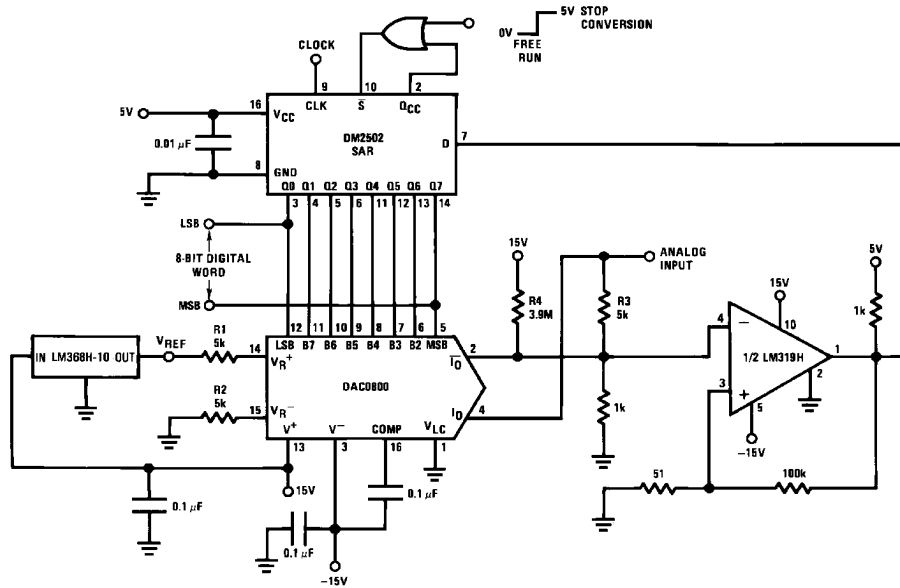 5V STOP
CONVERSION
0V
FREE
RUN
CLOCK
9 10 2
CLK S̅ QCC
5V
16 VCC
DM2502
SAR
D 7
0.01 µF
8 GND
Q0 Q1 Q2 Q3 Q4 Q5 Q6 Q7
3 4 5 6 11 12 13 14
LSB
8-BIT DIGITAL
WORD
MSB
15V
R4
3.9M
ANALOG
INPUT
R3
5k
5V
1k
15V
10
4 −
1/2 LM319H
1
2
3 +
5
−15V
12 11 10 9 8 7 6 5
LSB B7 B6 B5 B4 B3 B2 MSB
IN LM368H-10 OUT
VREF
R1
5k
14 VR+
I̅O̅ 2
DAC0800
R2
5k
15 VR−
IO 4
1k
V+ V− COMP VLC
13 3 16 1
15V
0.1 µF
0.1 µF
0.1 µF
−15V
51
100k